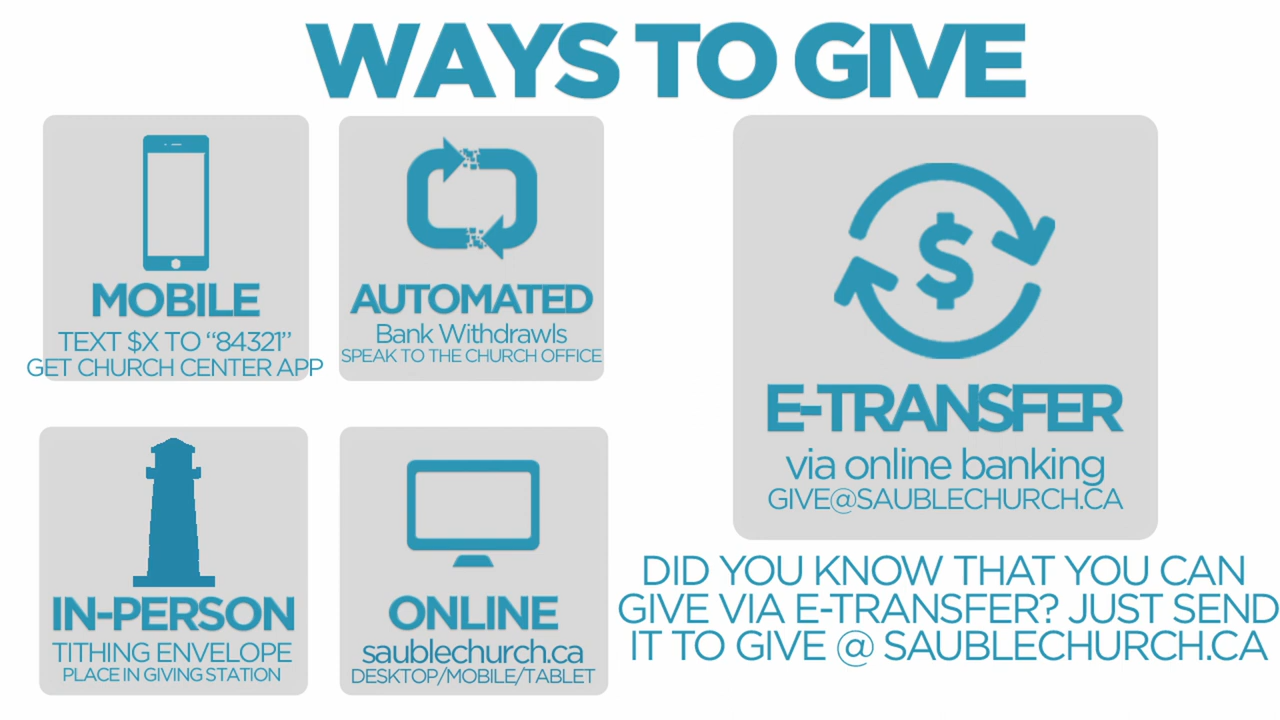 WAYS TO GIVE
MOBILE
TEXT $X TO “84321”
GET CHURCH CENTER APP
AUTOMATED
Bank Withdrawls
SPEAK TO THE CHURCH OFFICE
IN-PERSON
TITHING ENVELOPE
PLACE IN GIVING STATION
ONLINE
saublechurch.ca
DESKTOP/MOBILE/TABLET
$
E-TRANSFER
via online banking
GIVE@SAUBLECHURCH.CA
DID YOU KNOW THAT YOU CAN
GIVE VIA E-TRANSFER? JUST SEND
IT TO GIVE @ SAUBLECHURCH.CA